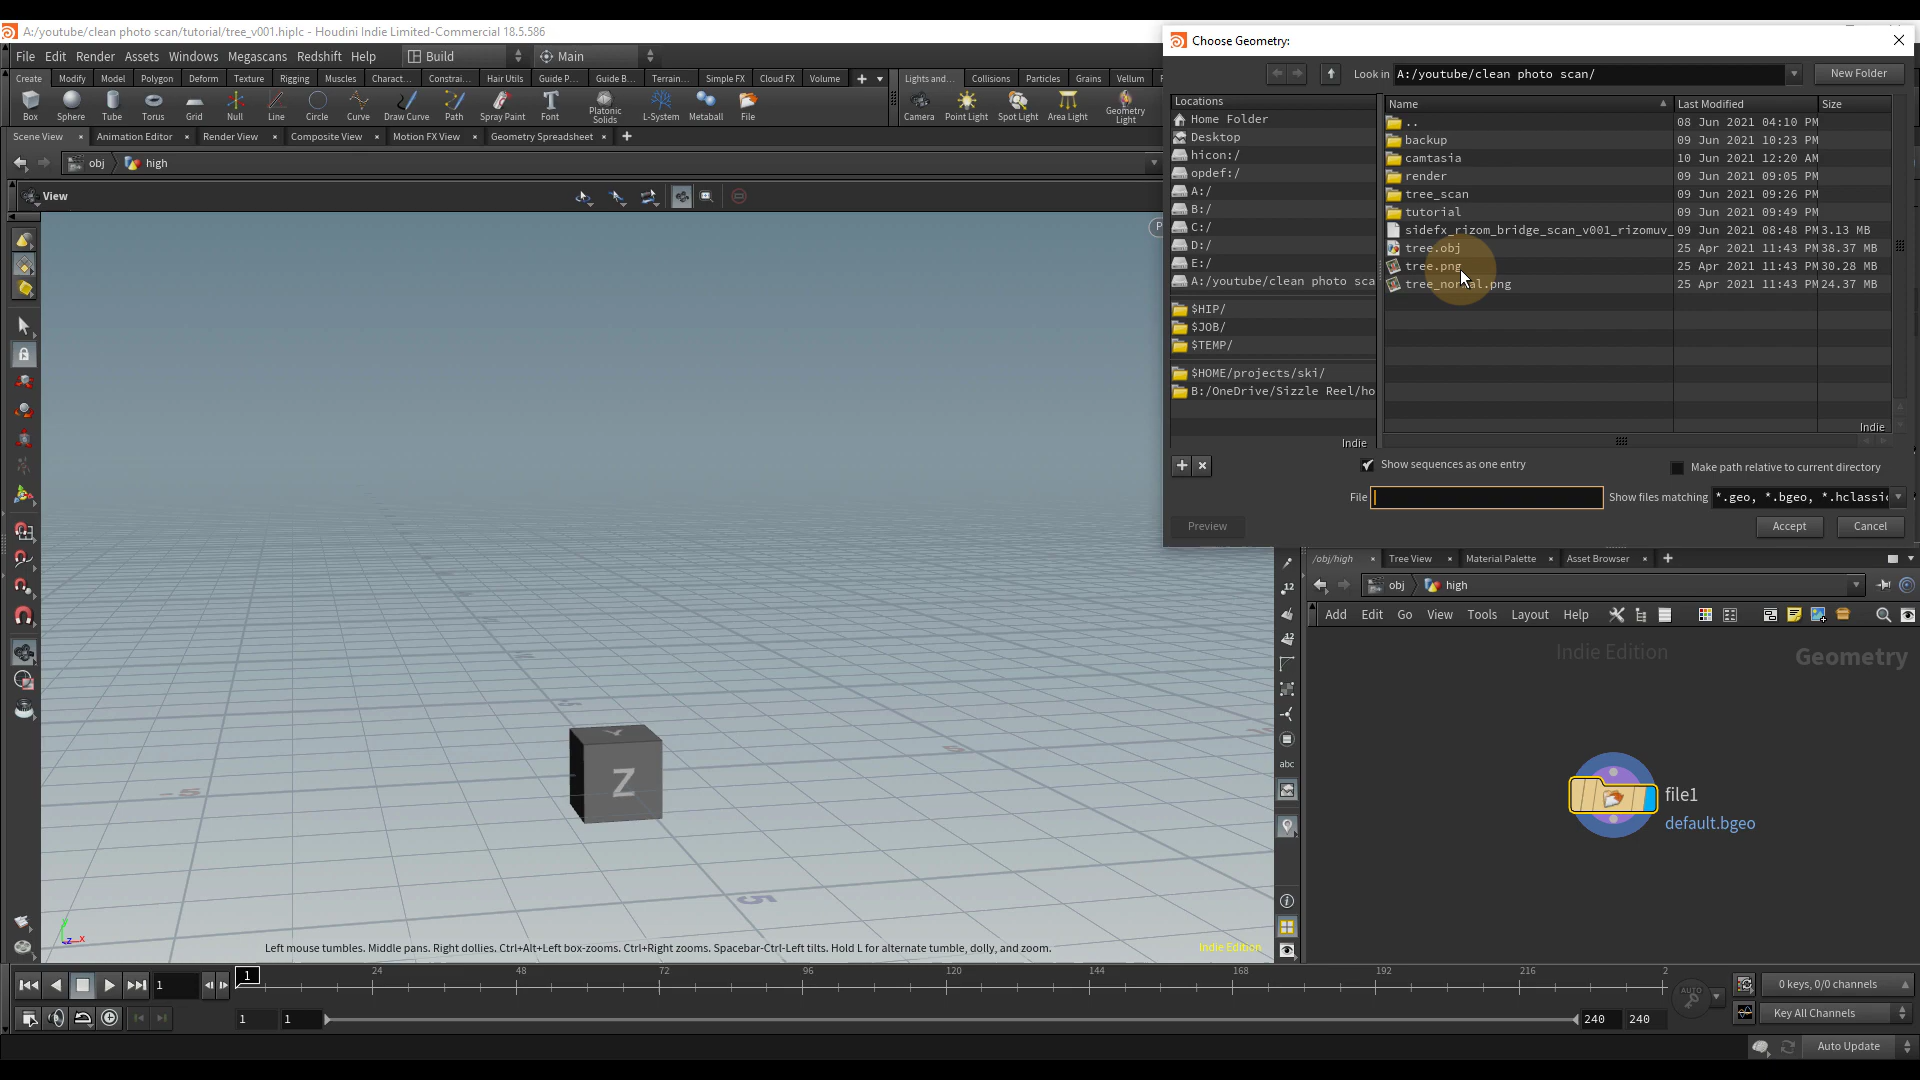 A:/youtube/clean photo scan/tutorial/tree_v001.hiplc - Houdini Indie Limited-Commercial 18.5.586
File Edit Render Assets Windows Megascans Redshift Help Build Main
Create Modify Model Polygon Deform Texture Rigging Muscles Charact... Constrai... Hair Utils Guide P... Guide B... Terrain... Simple FX Cloud FX Volume Lights and... Collisions Particles Grains Vellum
Box Sphere Tube Torus Grid Null Line Circle Curve Draw Curve Path Spray Paint Font Platonic Solids L-System Metaball File Camera Point Light Spot Light Area Light Geometry Light
Scene View Animation Editor Render View Composite View Motion FX View Geometry Spreadsheet
obj high
View
Choose Geometry:
Look in A:/youtube/clean photo scan/ New Folder
Locations
Home Folder
Desktop
hicon:/
opdef:/
A:/
B:/
C:/
D:/
E:/
A:/youtube/clean photo sca
$HIP/
$JOB/
$TEMP/
$HOME/projects/ski/
B:/OneDrive/Sizzle Reel/ho
Indie
Name Last Modified Size
.. 08 Jun 2021 04:10 PM
backup 09 Jun 2021 10:23 PM
camtasia 10 Jun 2021 12:20 AM
render 09 Jun 2021 09:05 PM
tree_scan 09 Jun 2021 09:26 PM
tutorial 09 Jun 2021 09:49 PM
sidefx_rizom_bridge_scan_v001_rizomuv_ 09 Jun 2021 08:48 PM 3.13 MB
tree.obj 25 Apr 2021 11:43 PM 38.37 MB
tree.png 25 Apr 2021 11:43 PM 30.28 MB
tree_normal.png 25 Apr 2021 11:43 PM 24.37 MB
Indie
Show sequences as one entry Make path relative to current directory
File Show files matching *.geo, *.bgeo, *.hclassic
Preview Accept Cancel
/obj/high Tree View Material Palette Asset Browser
obj high
Add Edit Go View Tools Layout Help
Indie Edition Geometry
file1
default.bgeo
Y
Z
5
5
12
12
abc
y
z x
Left mouse tumbles. Middle pans. Right dollies. Ctrl+Alt+Left box-zooms. Ctrl+Right zooms. Spacebar-Ctrl-Left tilts. Hold L for alternate tumble, dolly, and zoom.
Indie Edition
1 1 24 48 72 96 120 144 168 192 216 2
AUTO
0 keys, 0/0 channels
1 1 240 240
Key All Channels
Auto Update